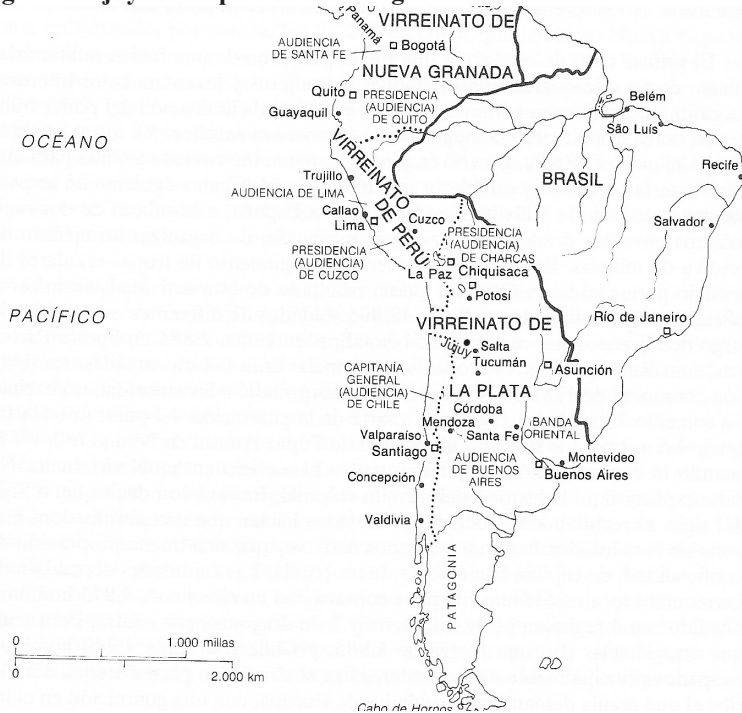 VIRREINATO DE
Panamá
AUDIENCIA
DE SANTA FE
Bogotá
NUEVA GRANADA
Quito
PRESIDENCIA
(AUDIENCIA)
DE QUITO
Guayaquil
Belém
São Luís
OCÉANO
Recife
VIRREINATO
DE PERÚ
Trujillo
BRASIL
AUDIENCIA DE LIMA
Callao
Lima
Cuzco
Salvador
PRESIDENCIA
(AUDIENCIA)
DE CHARCAS
PRESIDENCIA
(AUDIENCIA)
DE CUZCO
La Paz
Chiquisaca
Potosí
PACÍFICO
VIRREINATO DE
Río de Janeiro
Jujuy
Salta
Tucumán
Asunción
CAPITANÍA
GENERAL
(AUDIENCIA)
DE CHILE
LA PLATA
Córdoba
Mendoza
Santa Fe
BANDA
ORIENTAL
Valparaíso
Santiago
AUDIENCIA
DE BUENOS
AIRES
Montevideo
Buenos Aires
Concepción
Valdivia
PATAGONIA
0 1.000 millas
0 2.000 km
Cabo de Hornos